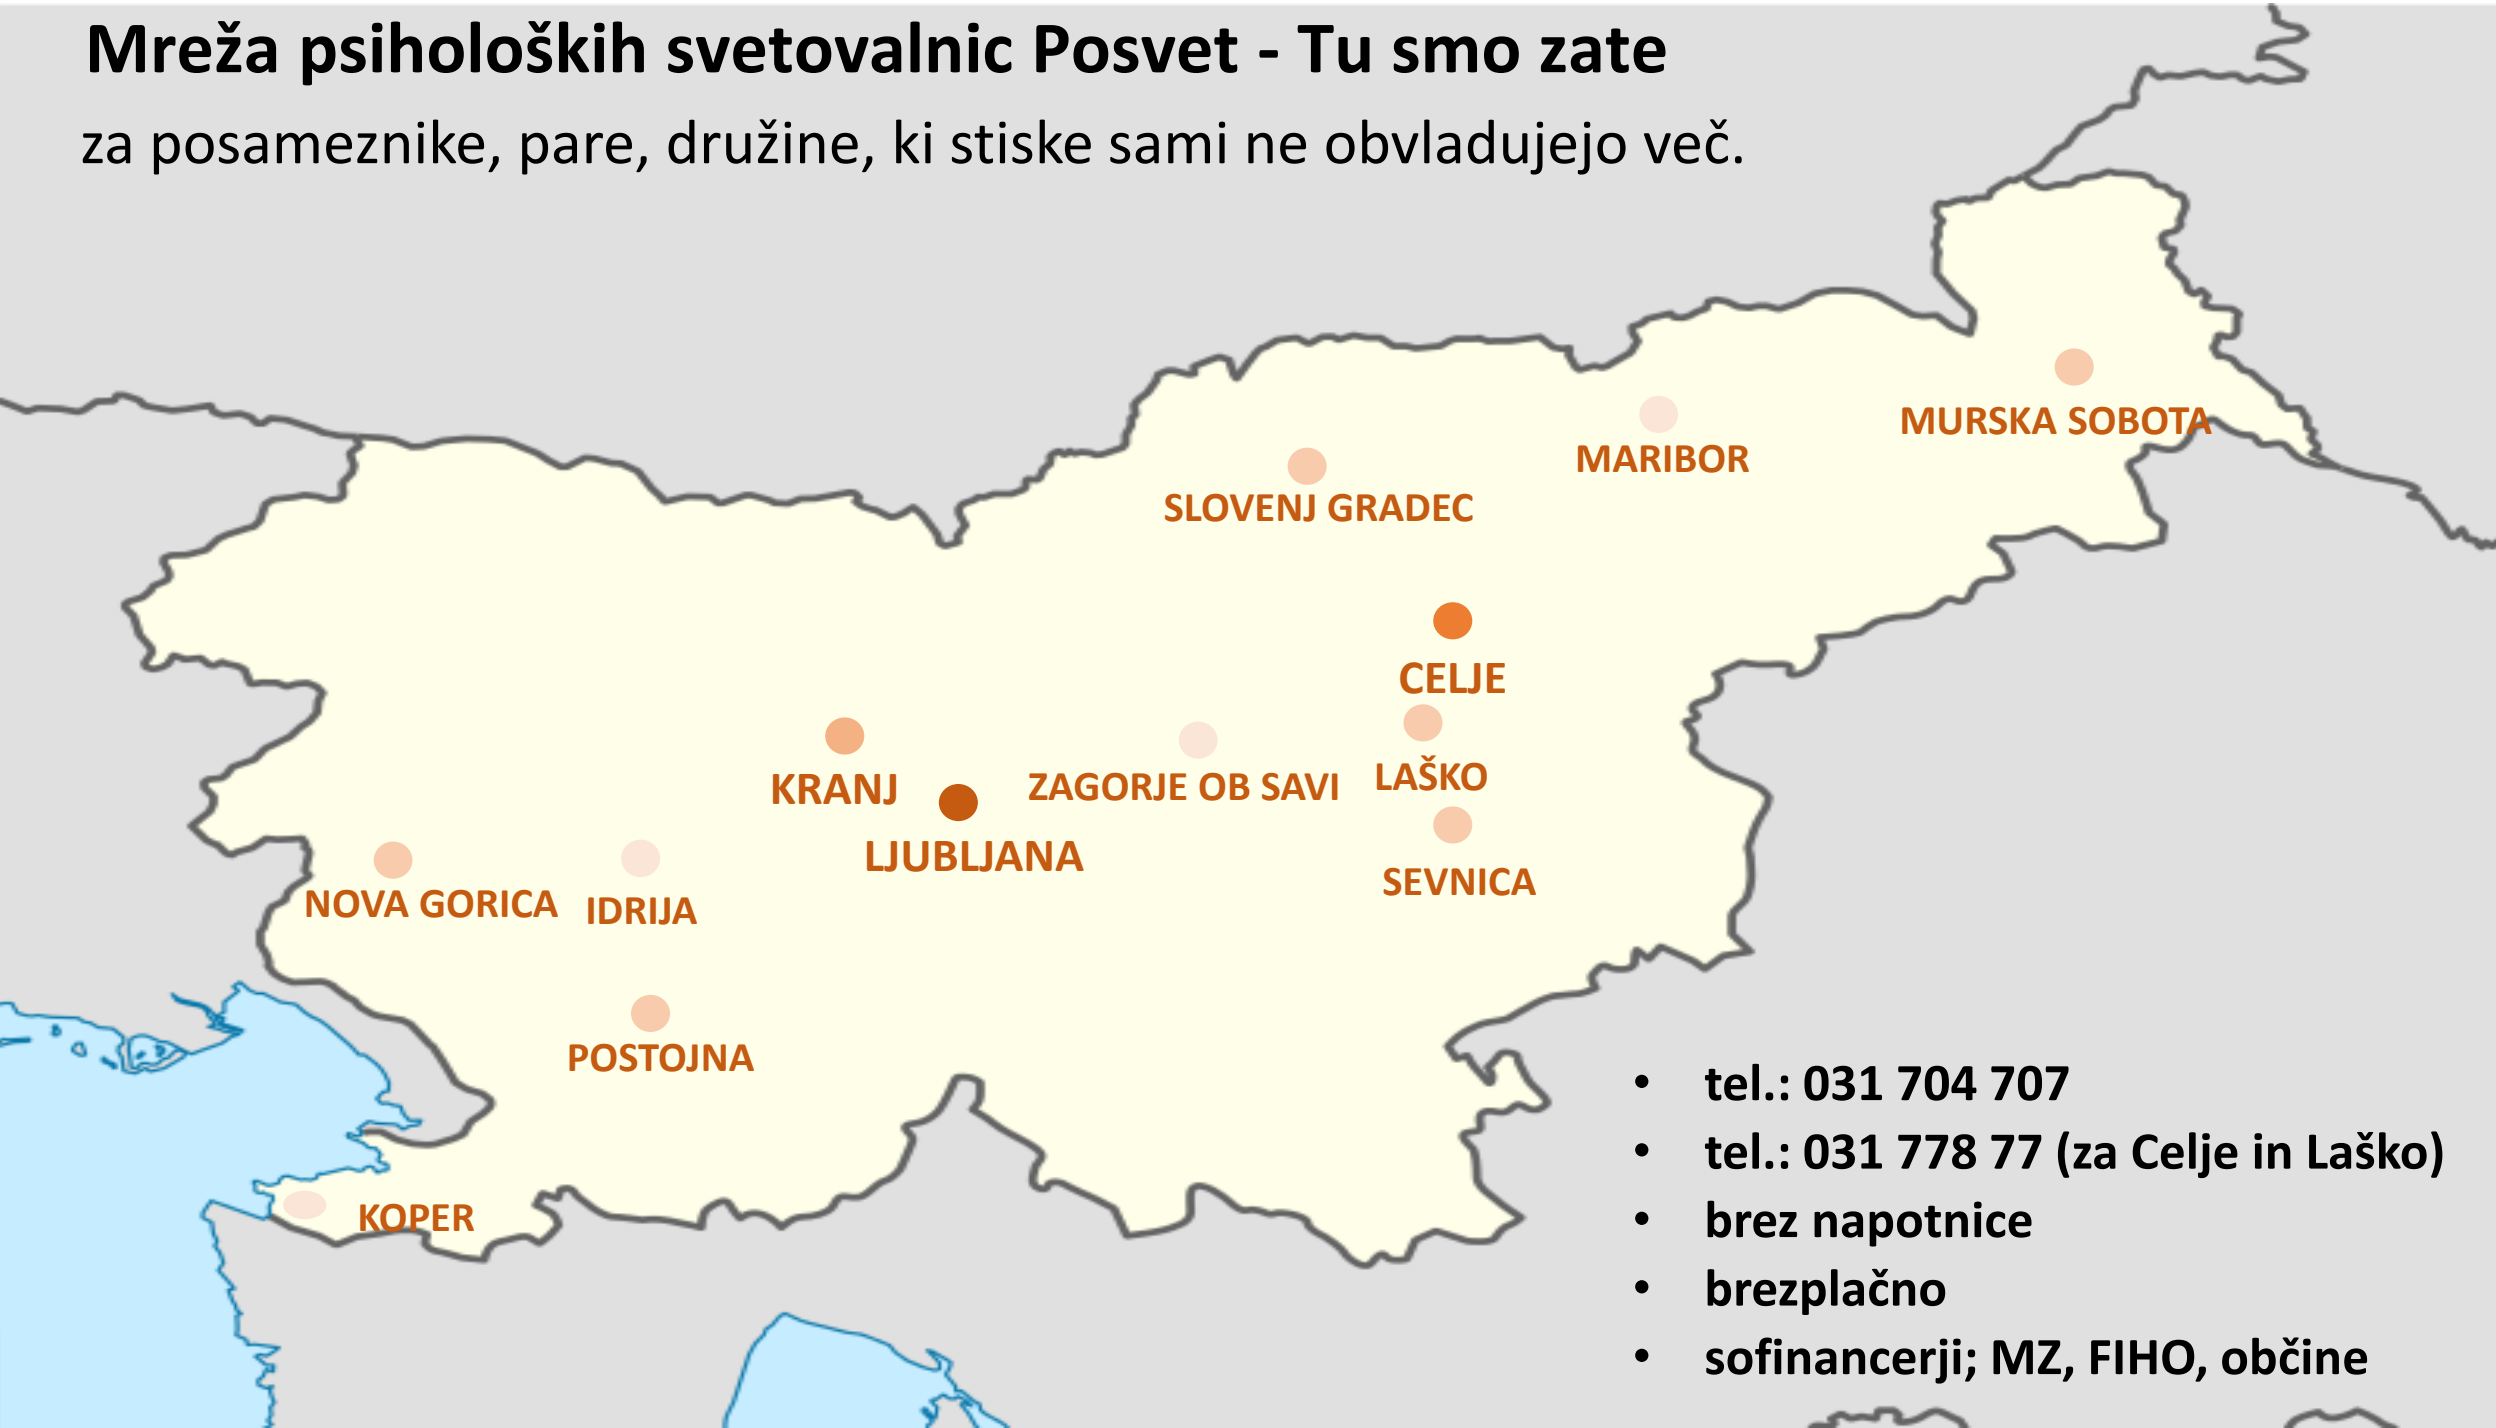 Mreža psiholoških svetovalnic Posvet - Tu smo zate
za posameznike, pare, družine, ki stiske sami ne obvladujejo več.
MURSKA SOBOTA
MARIBOR
SLOVENJ GRADEC
CELJE
KRANJ
ZAGORJE OB SAVI
LAŠKO
LJUBLJANA
SEVNICA
NOVA GORICA
IDRIJA
POSTOJNA
KOPER
• tel.: 031 704 707
• tel.: 031 778 77 (za Celje in Laško)
• brez napotnice
• brezplačno
• sofinancerji; MZ, FIHO, občine